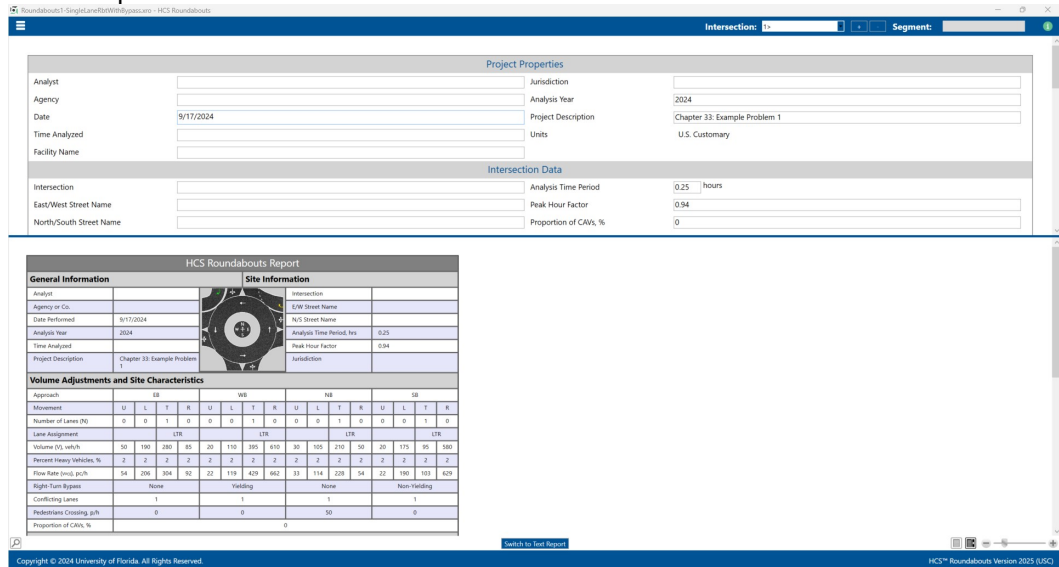 Roundabouts1-SingleLaneRbtWithBypass.xro - HCS Roundabouts
Intersection: 1> + - Segment:
Project Properties
Analyst Jurisdiction
Agency Analysis Year 2024
Date 9/17/2024 Project Description Chapter 33: Example Problem 1
Time Analyzed Units U.S. Customary
Facility Name
Intersection Data
Intersection Analysis Time Period 0.25 hours
East/West Street Name Peak Hour Factor 0.94
North/South Street Name Proportion of CAVs, % 0
HCS Roundabouts Report
General Information Site Information
Analyst Intersection
Agency or Co. E/W Street Name
Date Performed 9/17/2024 N/S Street Name
Analysis Year 2024 Analysis Time Period, hrs 0.25
Time Analyzed Peak Hour Factor 0.94
Project Description Chapter 33: Example Problem 1 Jurisdiction
Volume Adjustments and Site Characteristics
Approach EB WB NB SB
Movement U L T R U L T R U L T R U L T R
Number of Lanes (N) 0 0 1 0 0 0 1 0 0 0 1 0 0 0 1 0
Lane Assignment LTR LTR LTR LTR
Volume (V), veh/h 50 190 280 85 20 110 395 610 30 105 210 50 20 175 95 580
Percent Heavy Vehicles, % 2 2 2 2 2 2 2 2 2 2 2 2 2 2 2 2
Flow Rate (vPCE), pc/h 54 206 304 92 22 119 429 662 33 114 228 54 22 190 103 629
Right-Turn Bypass None Yielding None Non-Yielding
Conflicting Lanes 1 1 1 1
Pedestrians Crossing, p/h 0 0 50 0
Proportion of CAVs, % 0
Switch to Text Report
Copyright © 2024 University of Florida. All Rights Reserved. HCS™ Roundabouts Version 2025 (USC)